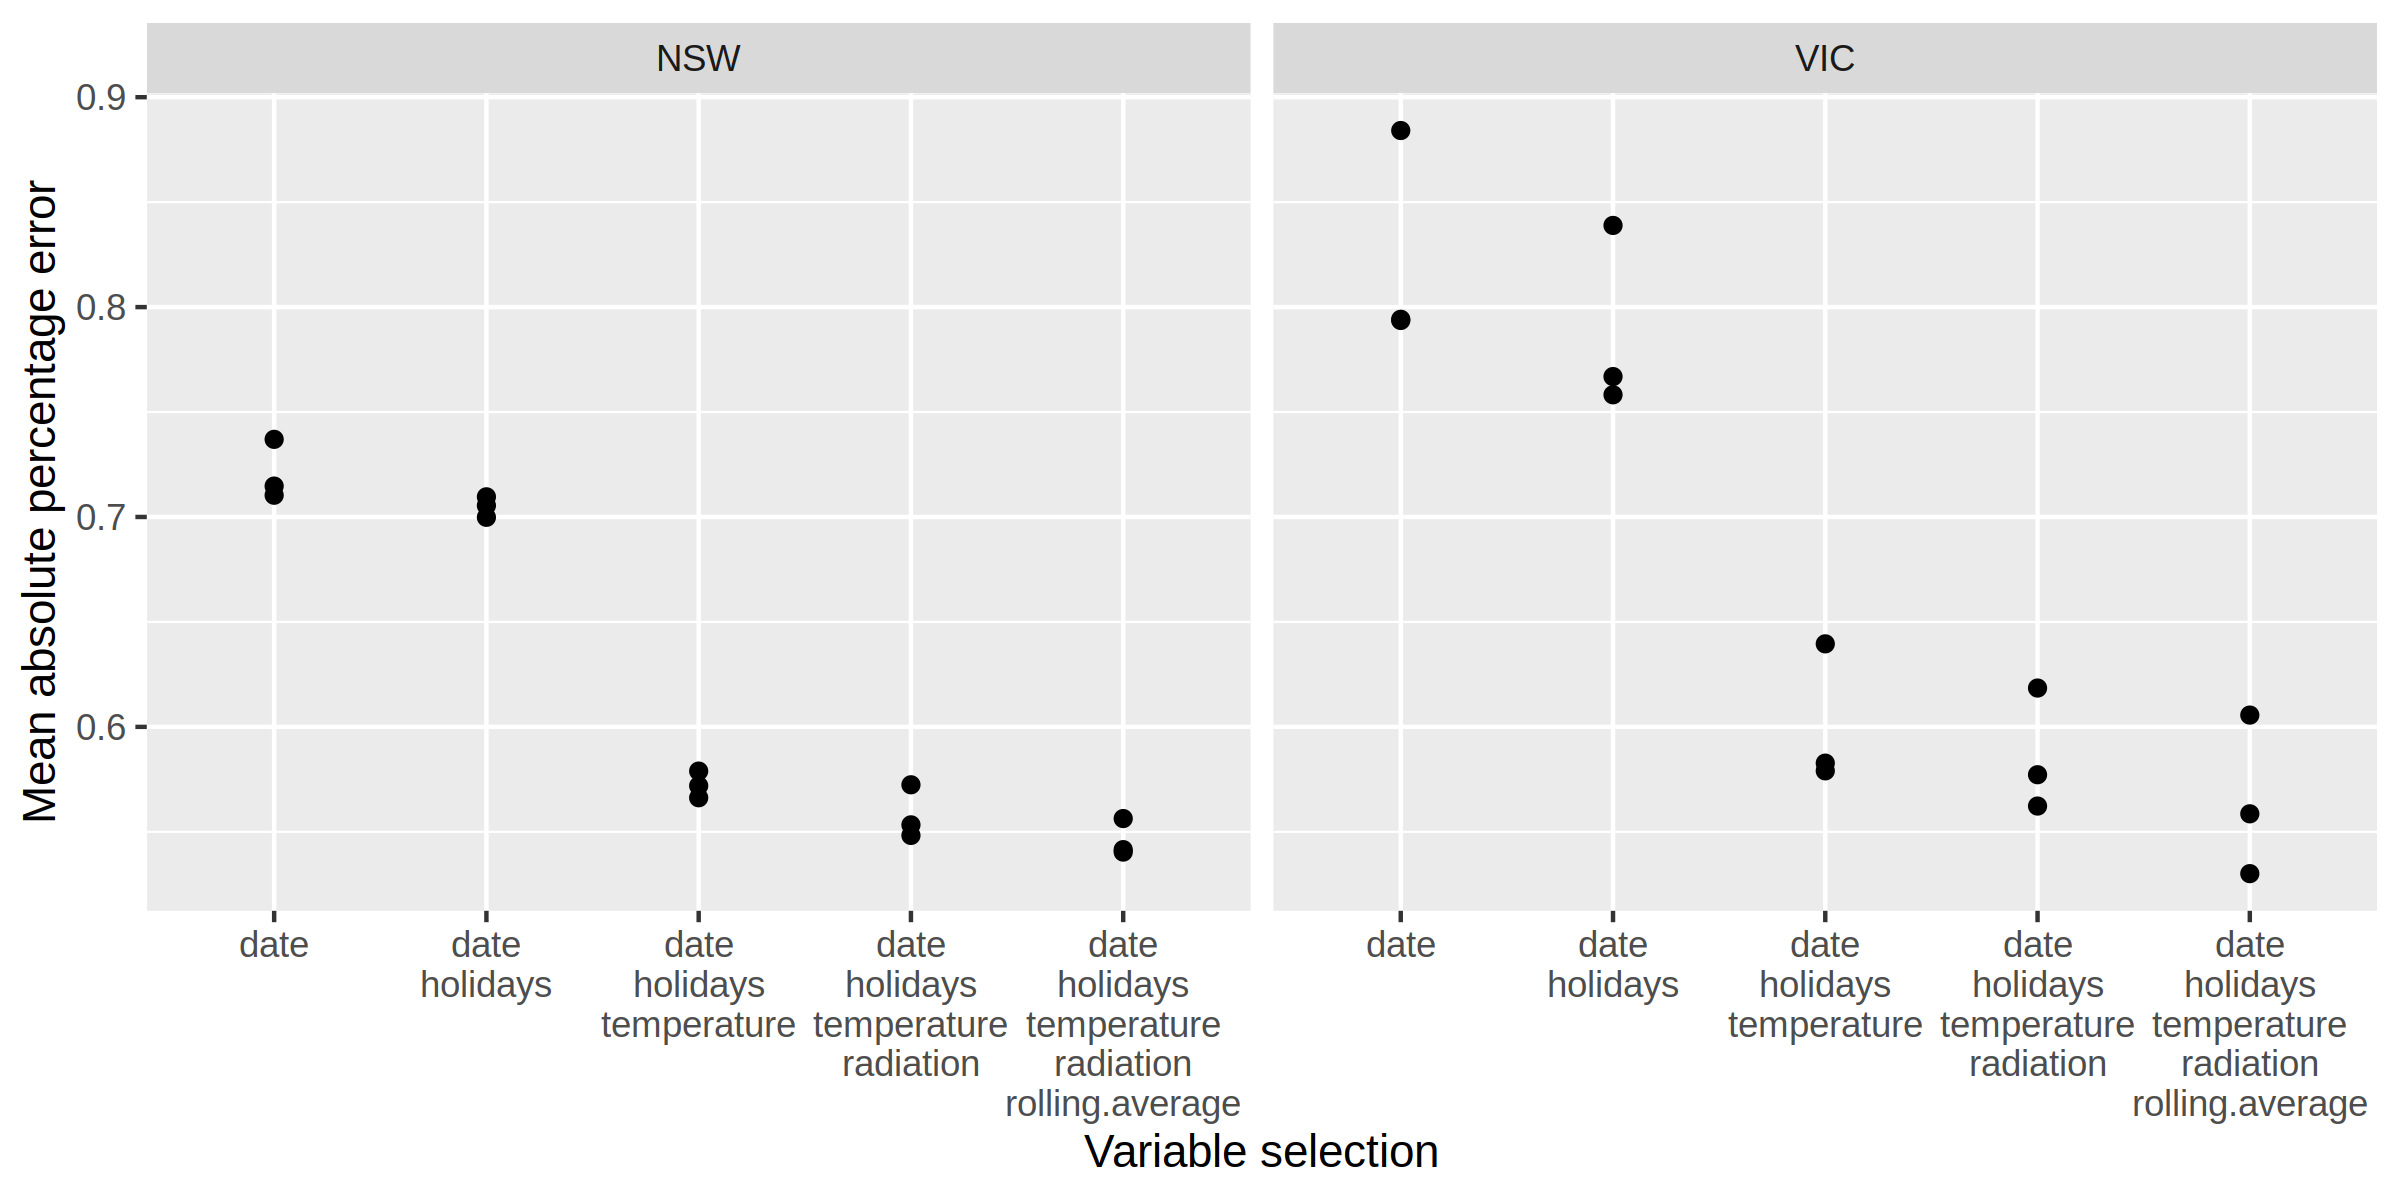 NSW
VIC
Mean absolute percentage error
0.9
0.8
0.7
0.6
date
date
holidays
date
holidays
temperature
date
holidays
temperature
radiation
date
holidays
temperature
radiation
rolling.average
date
date
holidays
date
holidays
temperature
date
holidays
temperature
radiation
date
holidays
temperature
radiation
rolling.average
Variable selection